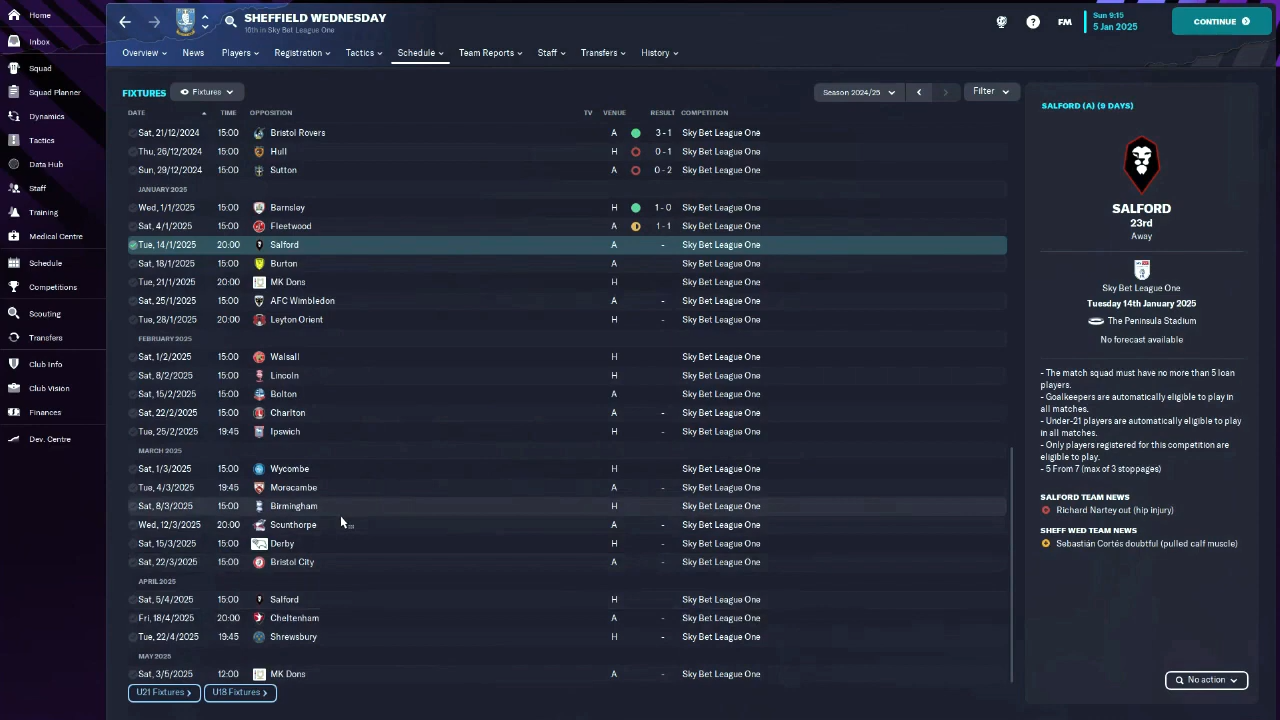 Home
Inbox
Squad
Squad Planner
Dynamics
Tactics
Data Hub
Staff
Training
Medical Centre
Schedule
Competitions
Scouting
Transfers
Club Info
Club Vision
Finances
Dev. Centre
SHEFFIELD WEDNESDAY
16th in Sky Bet League One
FM
Sun 9:15
5 Jan 2025
CONTINUE
Overview News Players Registration Tactics Schedule Team Reports Staff Transfers History
FIXTURES Fixtures Season 2024/25 Filter
DATE TIME OPPOSITION TV VENUE RESULT COMPETITION
Sat, 21/12/2024 15:00 Bristol Rovers A 3 - 1 Sky Bet League One
Thu, 26/12/2024 15:00 Hull H 0 - 1 Sky Bet League One
Sun, 29/12/2024 15:00 Sutton A 0 - 2 Sky Bet League One
JANUARY 2025
Wed, 1/1/2025 15:00 Barnsley H 1 - 0 Sky Bet League One
Sat, 4/1/2025 15:00 Fleetwood A 1 - 1 Sky Bet League One
Tue, 14/1/2025 20:00 Salford A - Sky Bet League One
Sat, 18/1/2025 15:00 Burton A - Sky Bet League One
Tue, 21/1/2025 20:00 MK Dons H Sky Bet League One
Sat, 25/1/2025 15:00 AFC Wimbledon A - Sky Bet League One
Tue, 28/1/2025 20:00 Leyton Orient H - Sky Bet League One
FEBRUARY 2025
Sat, 1/2/2025 15:00 Walsall H Sky Bet League One
Sat, 8/2/2025 15:00 Lincoln H Sky Bet League One
Sat, 15/2/2025 15:00 Bolton A Sky Bet League One
Sat, 22/2/2025 15:00 Charlton A - Sky Bet League One
Tue, 25/2/2025 19:45 Ipswich H - Sky Bet League One
MARCH 2025
Sat, 1/3/2025 15:00 Wycombe H - Sky Bet League One
Tue, 4/3/2025 19:45 Morecambe A - Sky Bet League One
Sat, 8/3/2025 15:00 Birmingham H - Sky Bet League One
Wed, 12/3/2025 20:00 Scunthorpe A - Sky Bet League One
Sat, 15/3/2025 15:00 Derby H - Sky Bet League One
Sat, 22/3/2025 15:00 Bristol City A - Sky Bet League One
APRIL 2025
Sat, 5/4/2025 15:00 Salford H - Sky Bet League One
Fri, 18/4/2025 20:00 Cheltenham A - Sky Bet League One
Tue, 22/4/2025 19:45 Shrewsbury H - Sky Bet League One
MAY 2025
Sat, 3/5/2025 12:00 MK Dons A - Sky Bet League One
U21 Fixtures U18 Fixtures
SALFORD (A) (9 DAYS)
SALFORD
23rd
Away
Sky Bet League One
Tuesday 14th January 2025
The Peninsula Stadium
No forecast available
- The match squad must have no more than 5 loan
players.
- Goalkeepers are automatically eligible to play in
all matches.
- Under-21 players are automatically eligible to play
in all matches.
- Only players registered for this competition are
eligible to play.
- 5 From 7 (max of 3 stoppages)
SALFORD TEAM NEWS
Richard Nartey out (hip injury)
SHEFF WED TEAM NEWS
Sebastián Cortés doubtful (pulled calf muscle)
No action